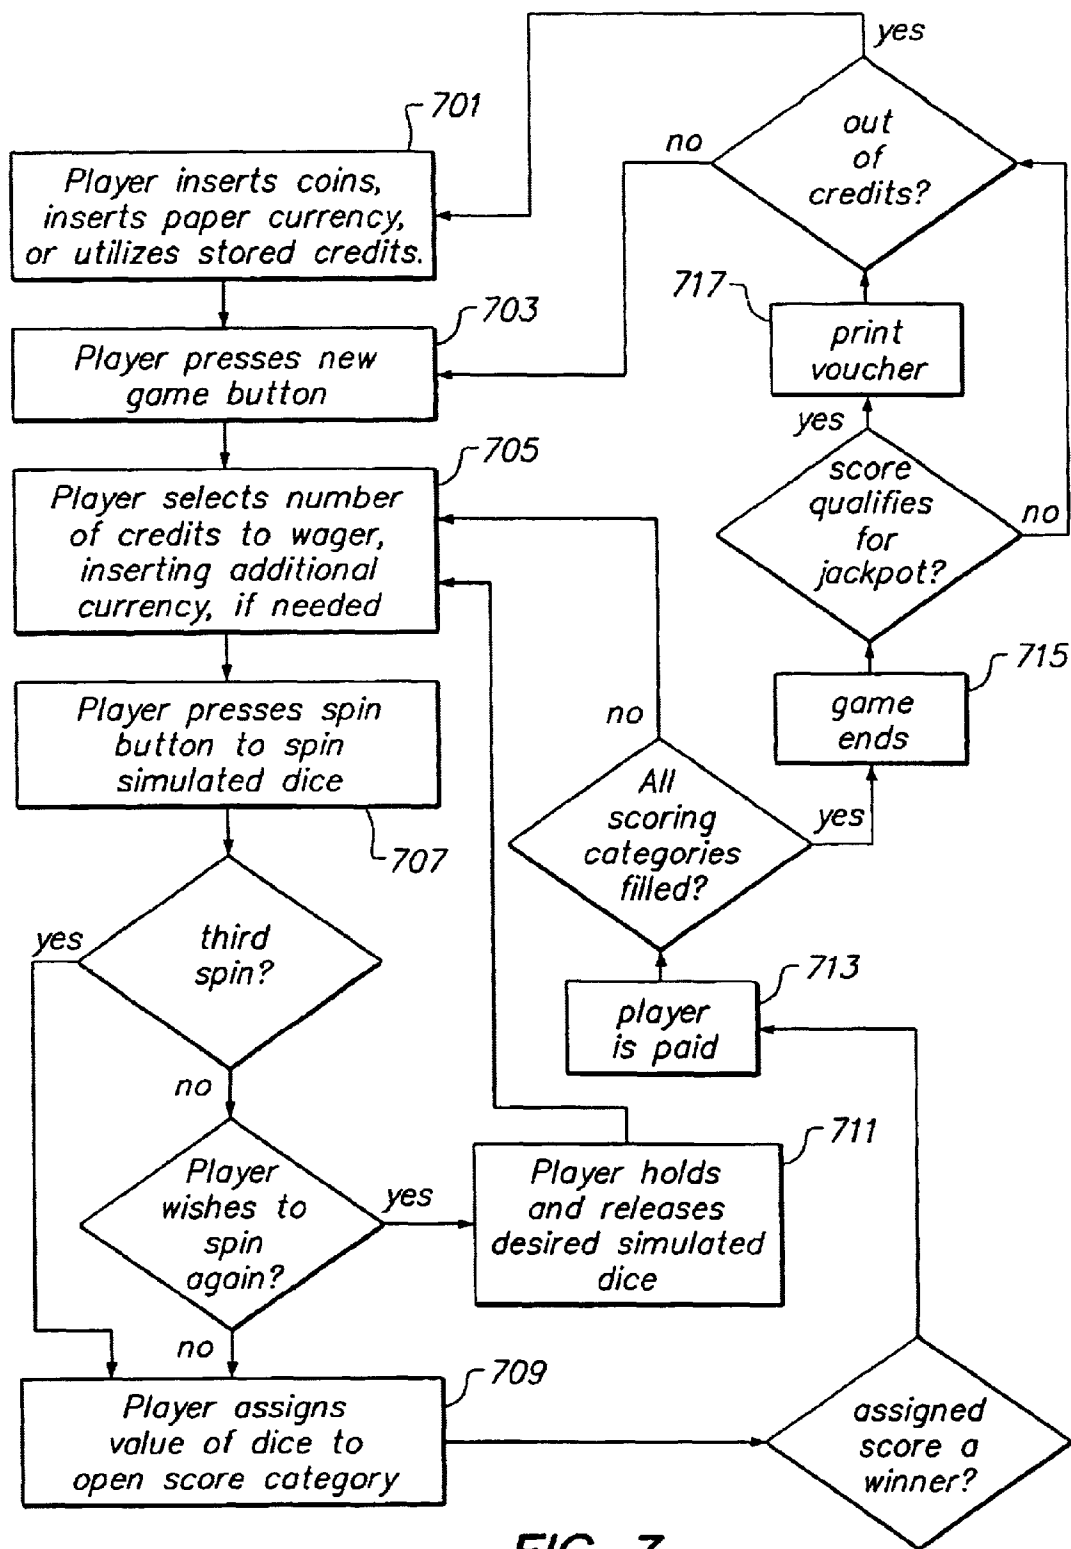 701
Player inserts coins,
inserts paper currency,
or utilizes stored credits.
703
Player presses new
game button
705
Player selects number
of credits to wager,
inserting additional
currency, if needed
Player presses spin
button to spin
simulated dice
707
third
spin?
yes
no
Player
wishes to
spin
again?
yes
no
709
Player assigns
value of dice to
open score category
711
Player holds
and releases
desired simulated
dice
assigned
score a
winner?
713
player
is paid
All
scoring
categories
filled?
no
yes
715
game
ends
score
qualifies
for
jackpot?
yes
no
717
print
voucher
out
of
credits?
yes
no
FIG. 7